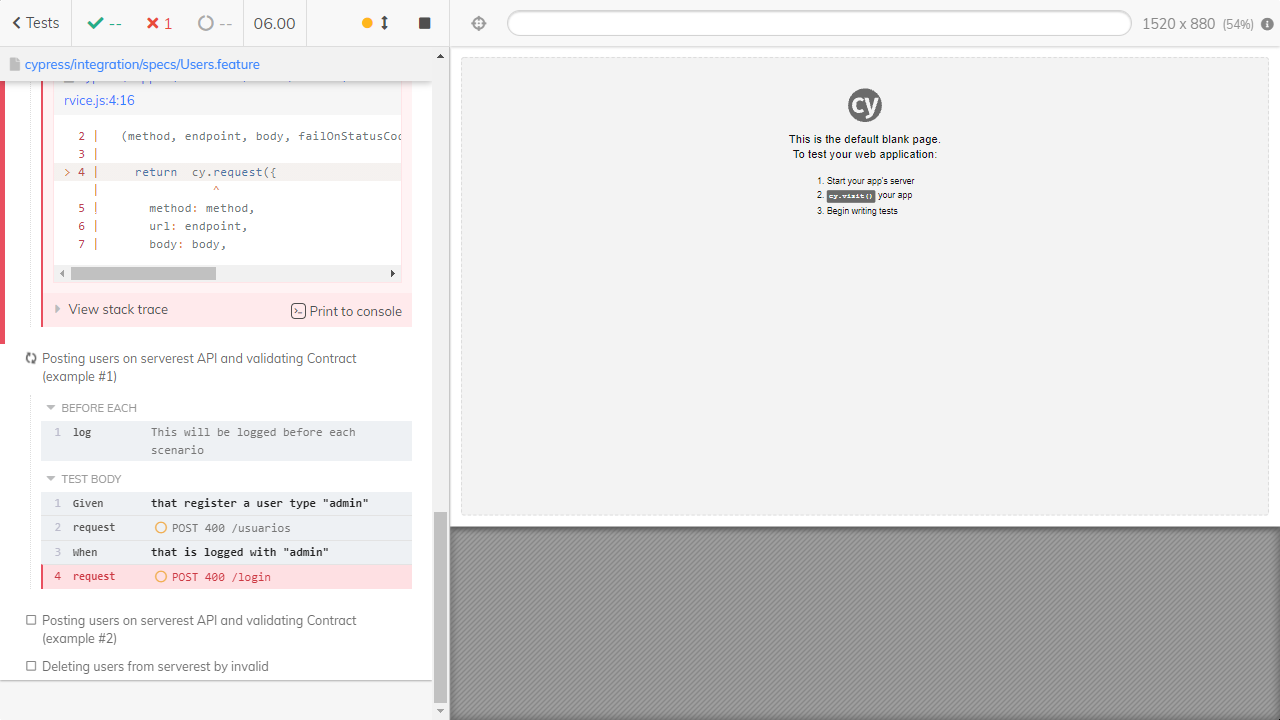 Tests
--
1
--
06.00
1520 x 880 (54%)
cypress/integration/specs/Users.feature
rvice.js:4:16
2 | (method, endpoint, body, failOnStatusCod
3 |
> 4 | return cy.request({
| ^
5 | method: method,
6 | url: endpoint,
7 | body: body,
View stack trace
Print to console
Posting users on serverest API and validating Contract
(example #1)
BEFORE EACH
1 log This will be logged before each
scenario
TEST BODY
1 Given that register a user type "admin"
2 request POST 400 /usuarios
3 When that is logged with "admin"
4 request POST 400 /login
Posting users on serverest API and validating Contract
(example #2)
Deleting users from serverest by invalid
cy
This is the default blank page.
To test your web application:
1. Start your app's server
2. cy.visit() your app
3. Begin writing tests